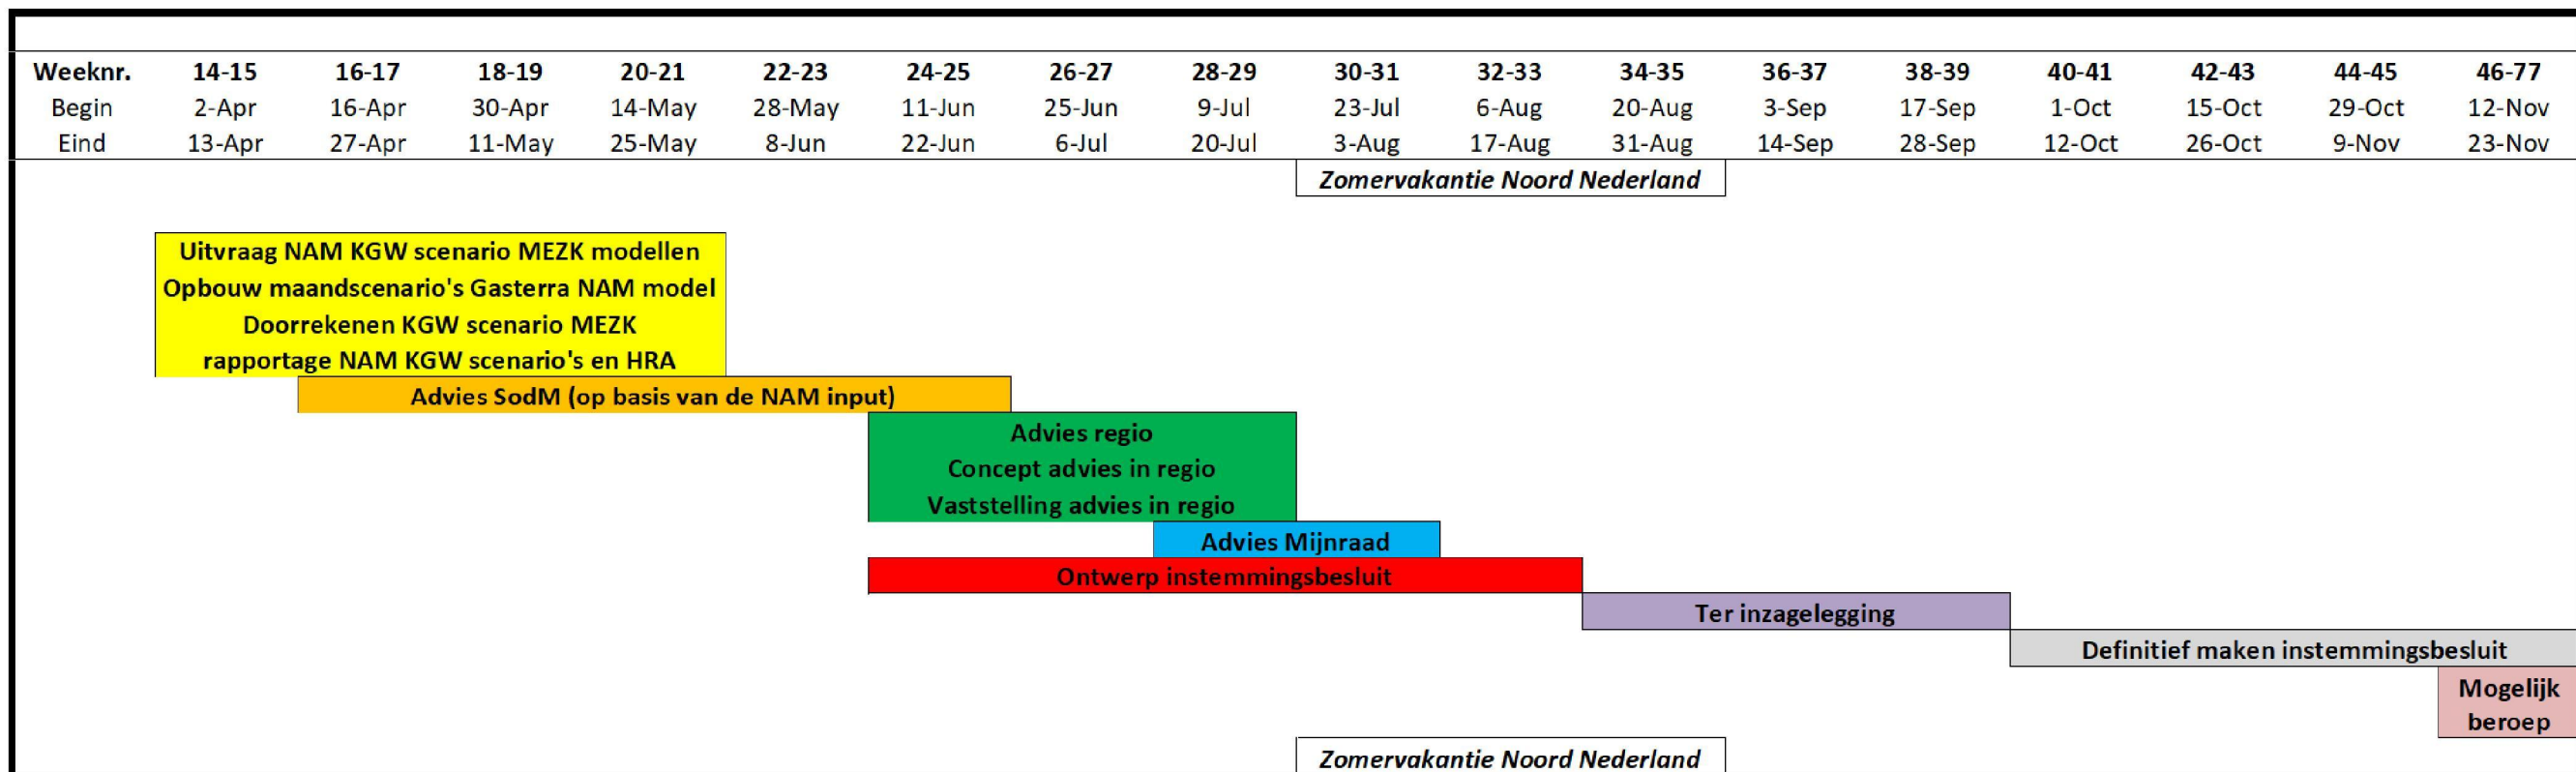 Weeknr. 14-15 16-17 18-19 20-21 22-23 24-25 26-27 28-29 30-31 32-33 34-35 36-37 38-39 40-41 42-43 44-45 46-77
Begin 2-Apr 16-Apr 30-Apr 14-May 28-May 11-Jun 25-Jun 9-Jul 23-Jul 6-Aug 20-Aug 3-Sep 17-Sep 1-Oct 15-Oct 29-Oct 12-Nov
Eind 13-Apr 27-Apr 11-May 25-May 8-Jun 22-Jun 6-Jul 20-Jul 3-Aug 17-Aug 31-Aug 14-Sep 28-Sep 12-Oct 26-Oct 9-Nov 23-Nov
Zomervakantie Noord Nederland
Uitvraag NAM KGW scenario MEZK modellen
Opbouw maandscenario's Gasterra NAM model
Doorrekenen KGW scenario MEZK
rapportage NAM KGW scenario's en HRA
Advies SodM (op basis van de NAM input)
Advies regio
Concept advies in regio
Vaststelling advies in regio
Advies Mijnraad
Ontwerp instemmingsbesluit
Ter inzagelegging
Definitief maken instemmingsbesluit
Mogelijk
beroep
Zomervakantie Noord Nederland